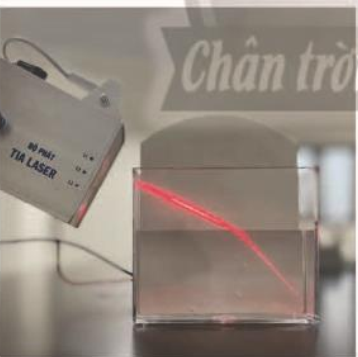 Chân trờ
BỘ PHÁT
TIA LASER